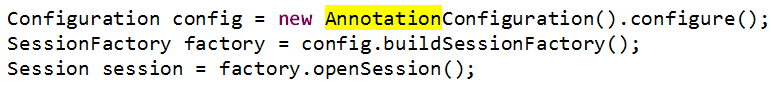 Configuration config = new AnnotationConfiguration().configure();
SessionFactory factory = config.buildSessionFactory();
Session session = factory.openSession();